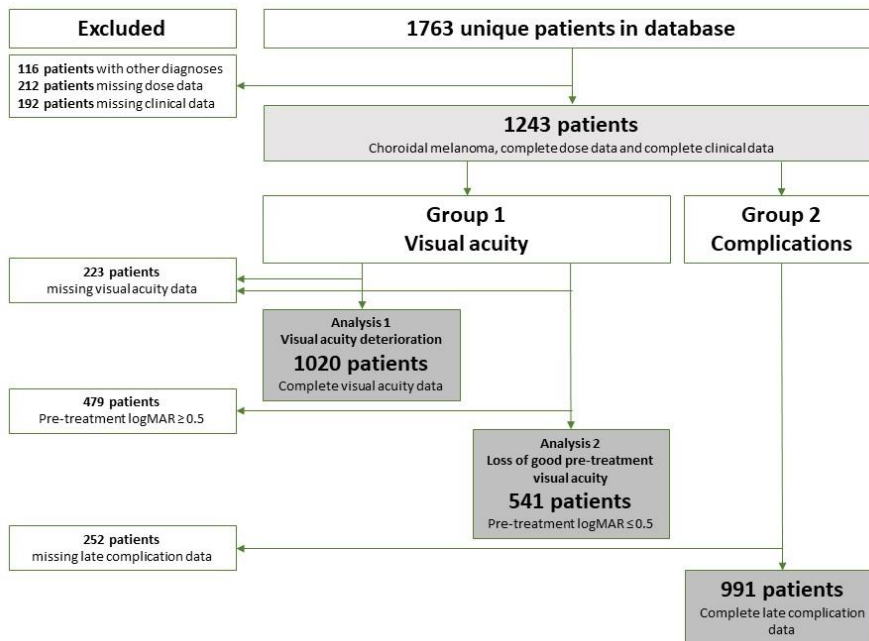 Excluded
1763 unique patients in database
116 patients with other diagnoses
212 patients missing dose data
192 patients missing clinical data
1243 patients
Choroidal melanoma, complete dose data and complete clinical data
Group 1
Visual acuity
Group 2
Complications
223 patients
missing visual acuity data
Analysis 1
Visual acuity deterioration
1020 patients
Complete visual acuity data
479 patients
Pre-treatment logMAR ≥ 0.5
Analysis 2
Loss of good pre-treatment
visual acuity
541 patients
Pre-treatment logMAR ≤ 0.5
252 patients
missing late complication data
991 patients
Complete late complication
data